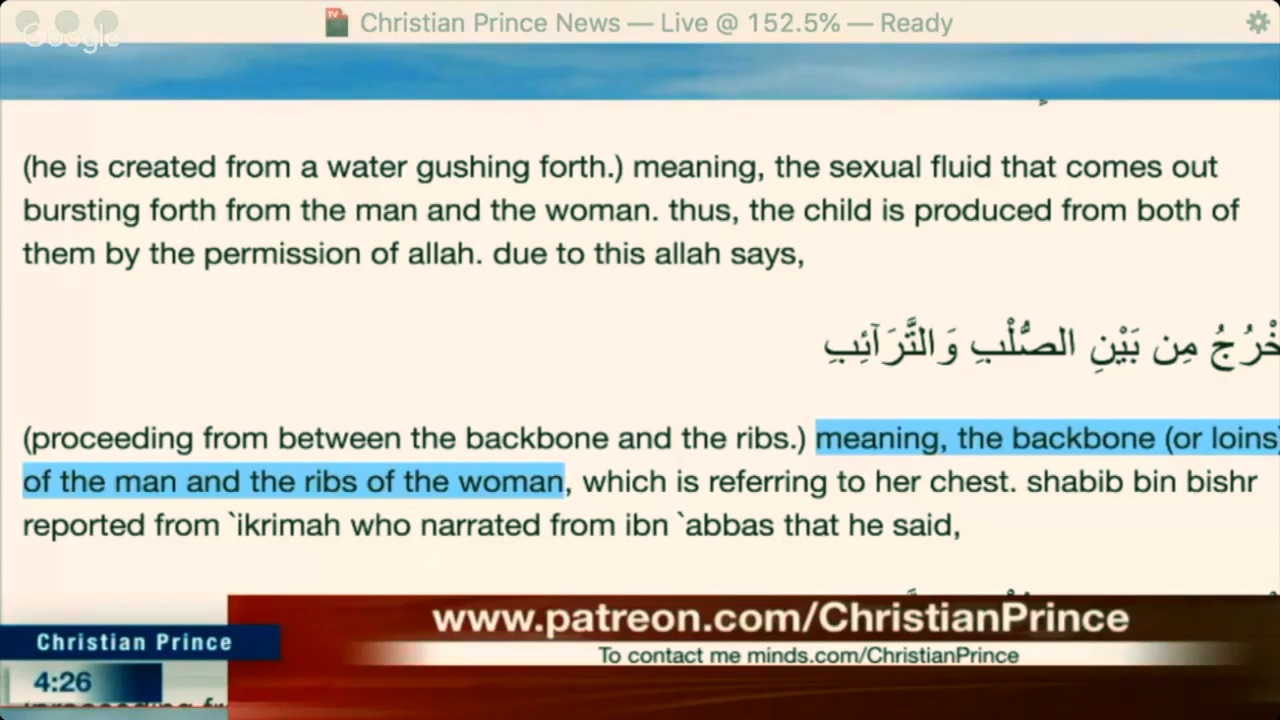 Christian Prince News — Live @ 152.5% — Ready
Google
(he is created from a water gushing forth.) meaning, the sexual fluid that comes out
bursting forth from the man and the woman. thus, the child is produced from both of
them by the permission of allah. due to this allah says,
خْرُجُ مِن بَيْنِ الصُّلْبِ وَالتَّرَآئِبِ
(proceeding from between the backbone and the ribs.) meaning, the backbone (or loins)
of the man and the ribs of the woman, which is referring to her chest. shabib bin bishr
reported from `ikrimah who narrated from ibn `abbas that he said,
www.patreon.com/ChristianPrince
To contact me minds.com/ChristianPrince
Christian Prince
4:26